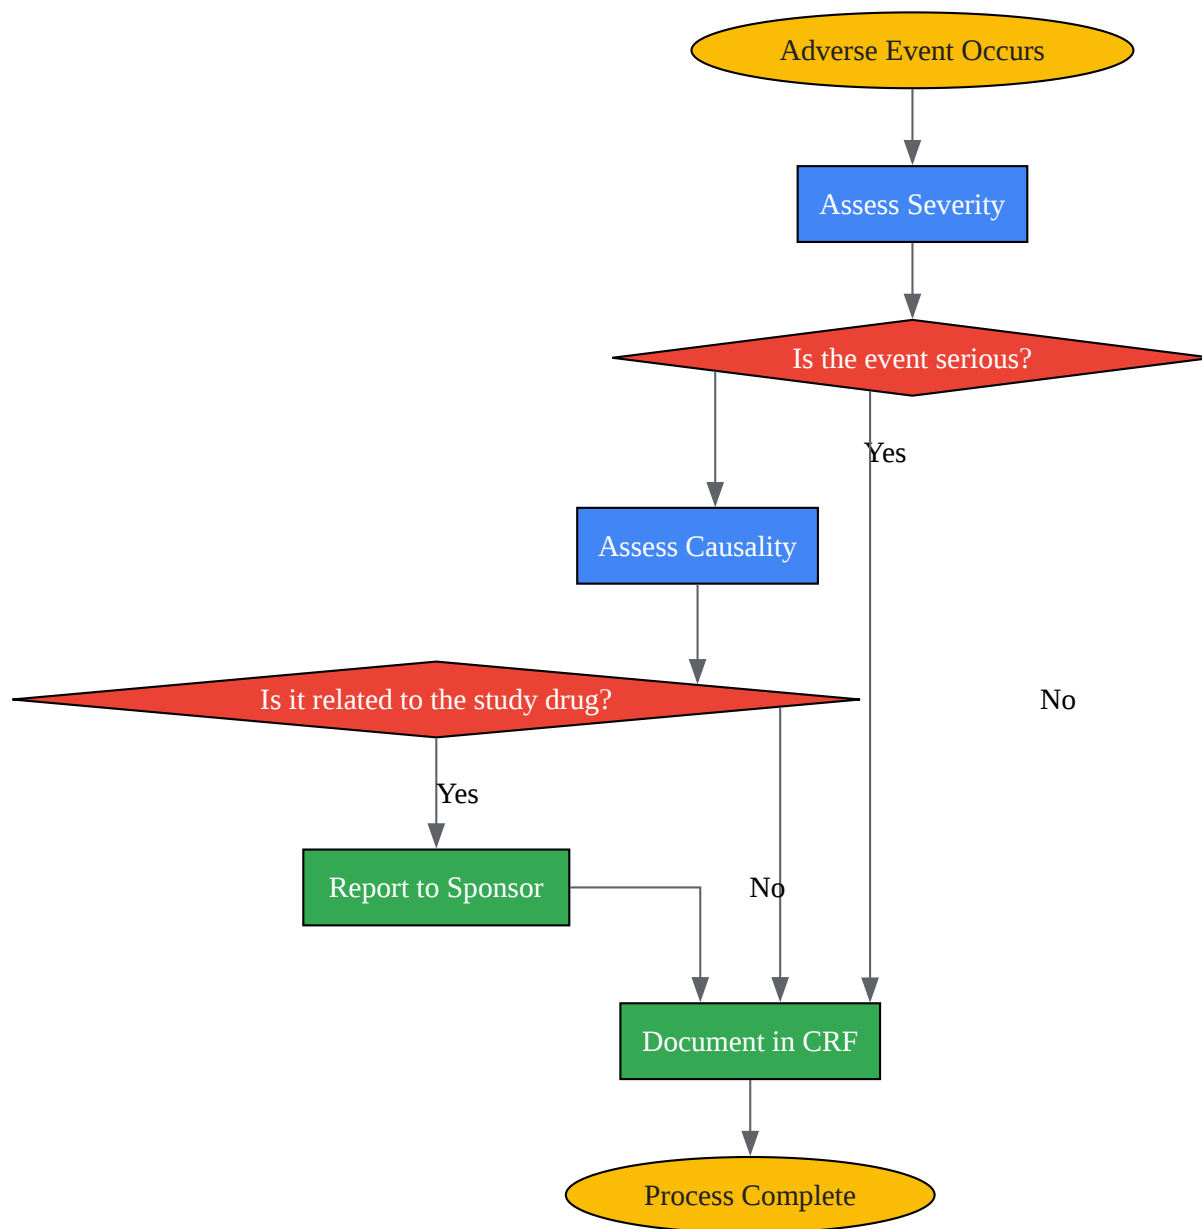 Adverse Event Occurs
Assess Severity
Is the event serious?
Yes
Assess Causality
Is it related to the study drug?
No
Yes
Report to Sponsor
No
Document in CRF
Process Complete